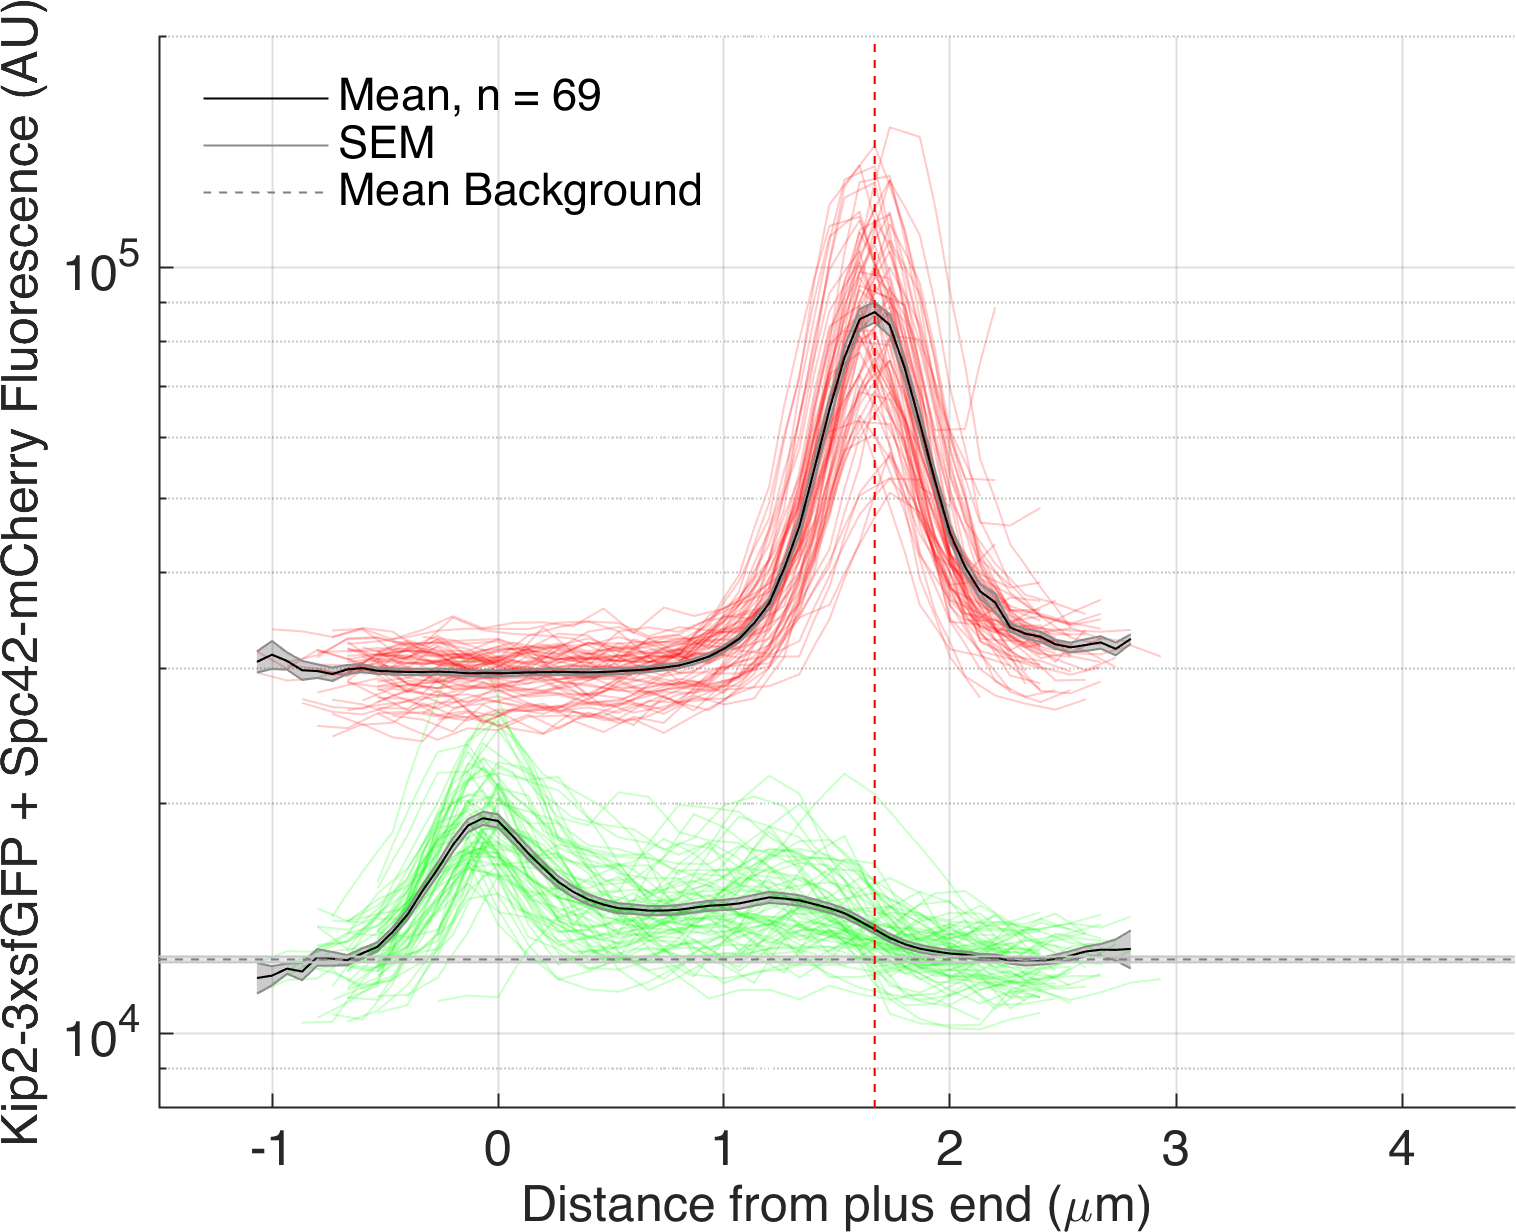 Kip2-3xsfGFP + Spc42-mCherry Fluorescence (AU)
Mean, n = 69
SEM
Mean Background
10^5
10^4
-1 0 1 2 3 4
Distance from plus end (μm)